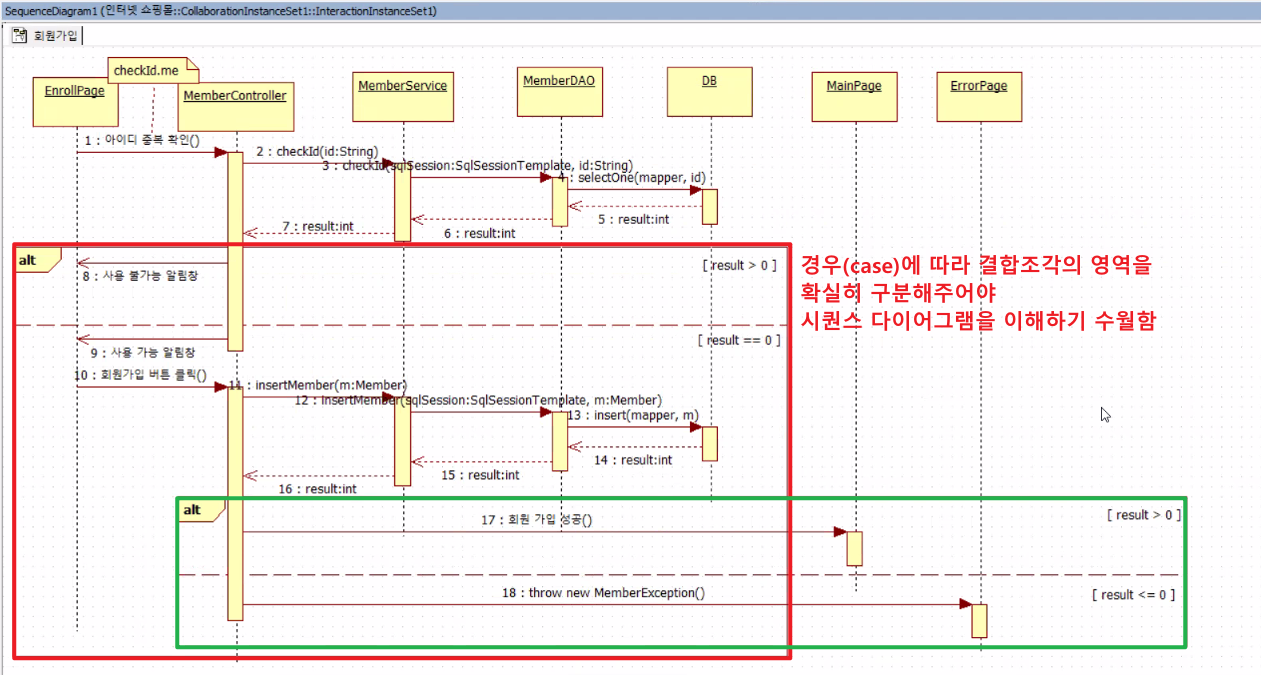 SequenceDiagram1 (인터넷 쇼핑몰::CollaborationInstanceSet1::InteractionInstanceSet1)
회원가입
checkId.me
EnrollPage
MemberController
MemberService
MemberDAO
DB
MainPage
ErrorPage
1 : 아이디 중복 확인()
2 : checkId(id:String)
3 : checkId(sqlSession:SqlSessionTemplate, id:String)
4 : selectOne(mapper, id)
5 : result:int
6 : result:int
7 : result:int
alt
[ result > 0 ]
8 : 사용 불가능 알림창
경우(case)에 따라 결합조각의 영역을
확실히 구분해주어야
시퀀스 다이어그램을 이해하기 수월함
[ result == 0 ]
9 : 사용 가능 알림창
10 : 회원가입 버튼 클릭()
11 : insertMember(m:Member)
12 : insertMember(sqlSession:SqlSessionTemplate, m:Member)
13 : insert(mapper, m)
14 : result:int
15 : result:int
16 : result:int
alt
[ result > 0 ]
17 : 회원 가입 성공()
18 : throw new MemberException()
[ result <= 0 ]